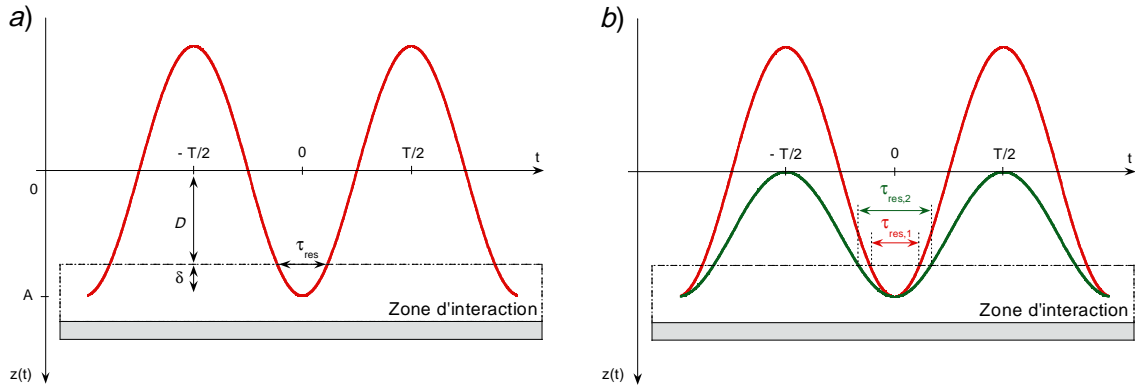 a)
- T/2 0 T/2 t
0
D
τres
δ
A
Zone d'interaction
z(t)
b)
- T/2 0 T/2 t
τres,2
τres,1
Zone d'interaction
z(t)